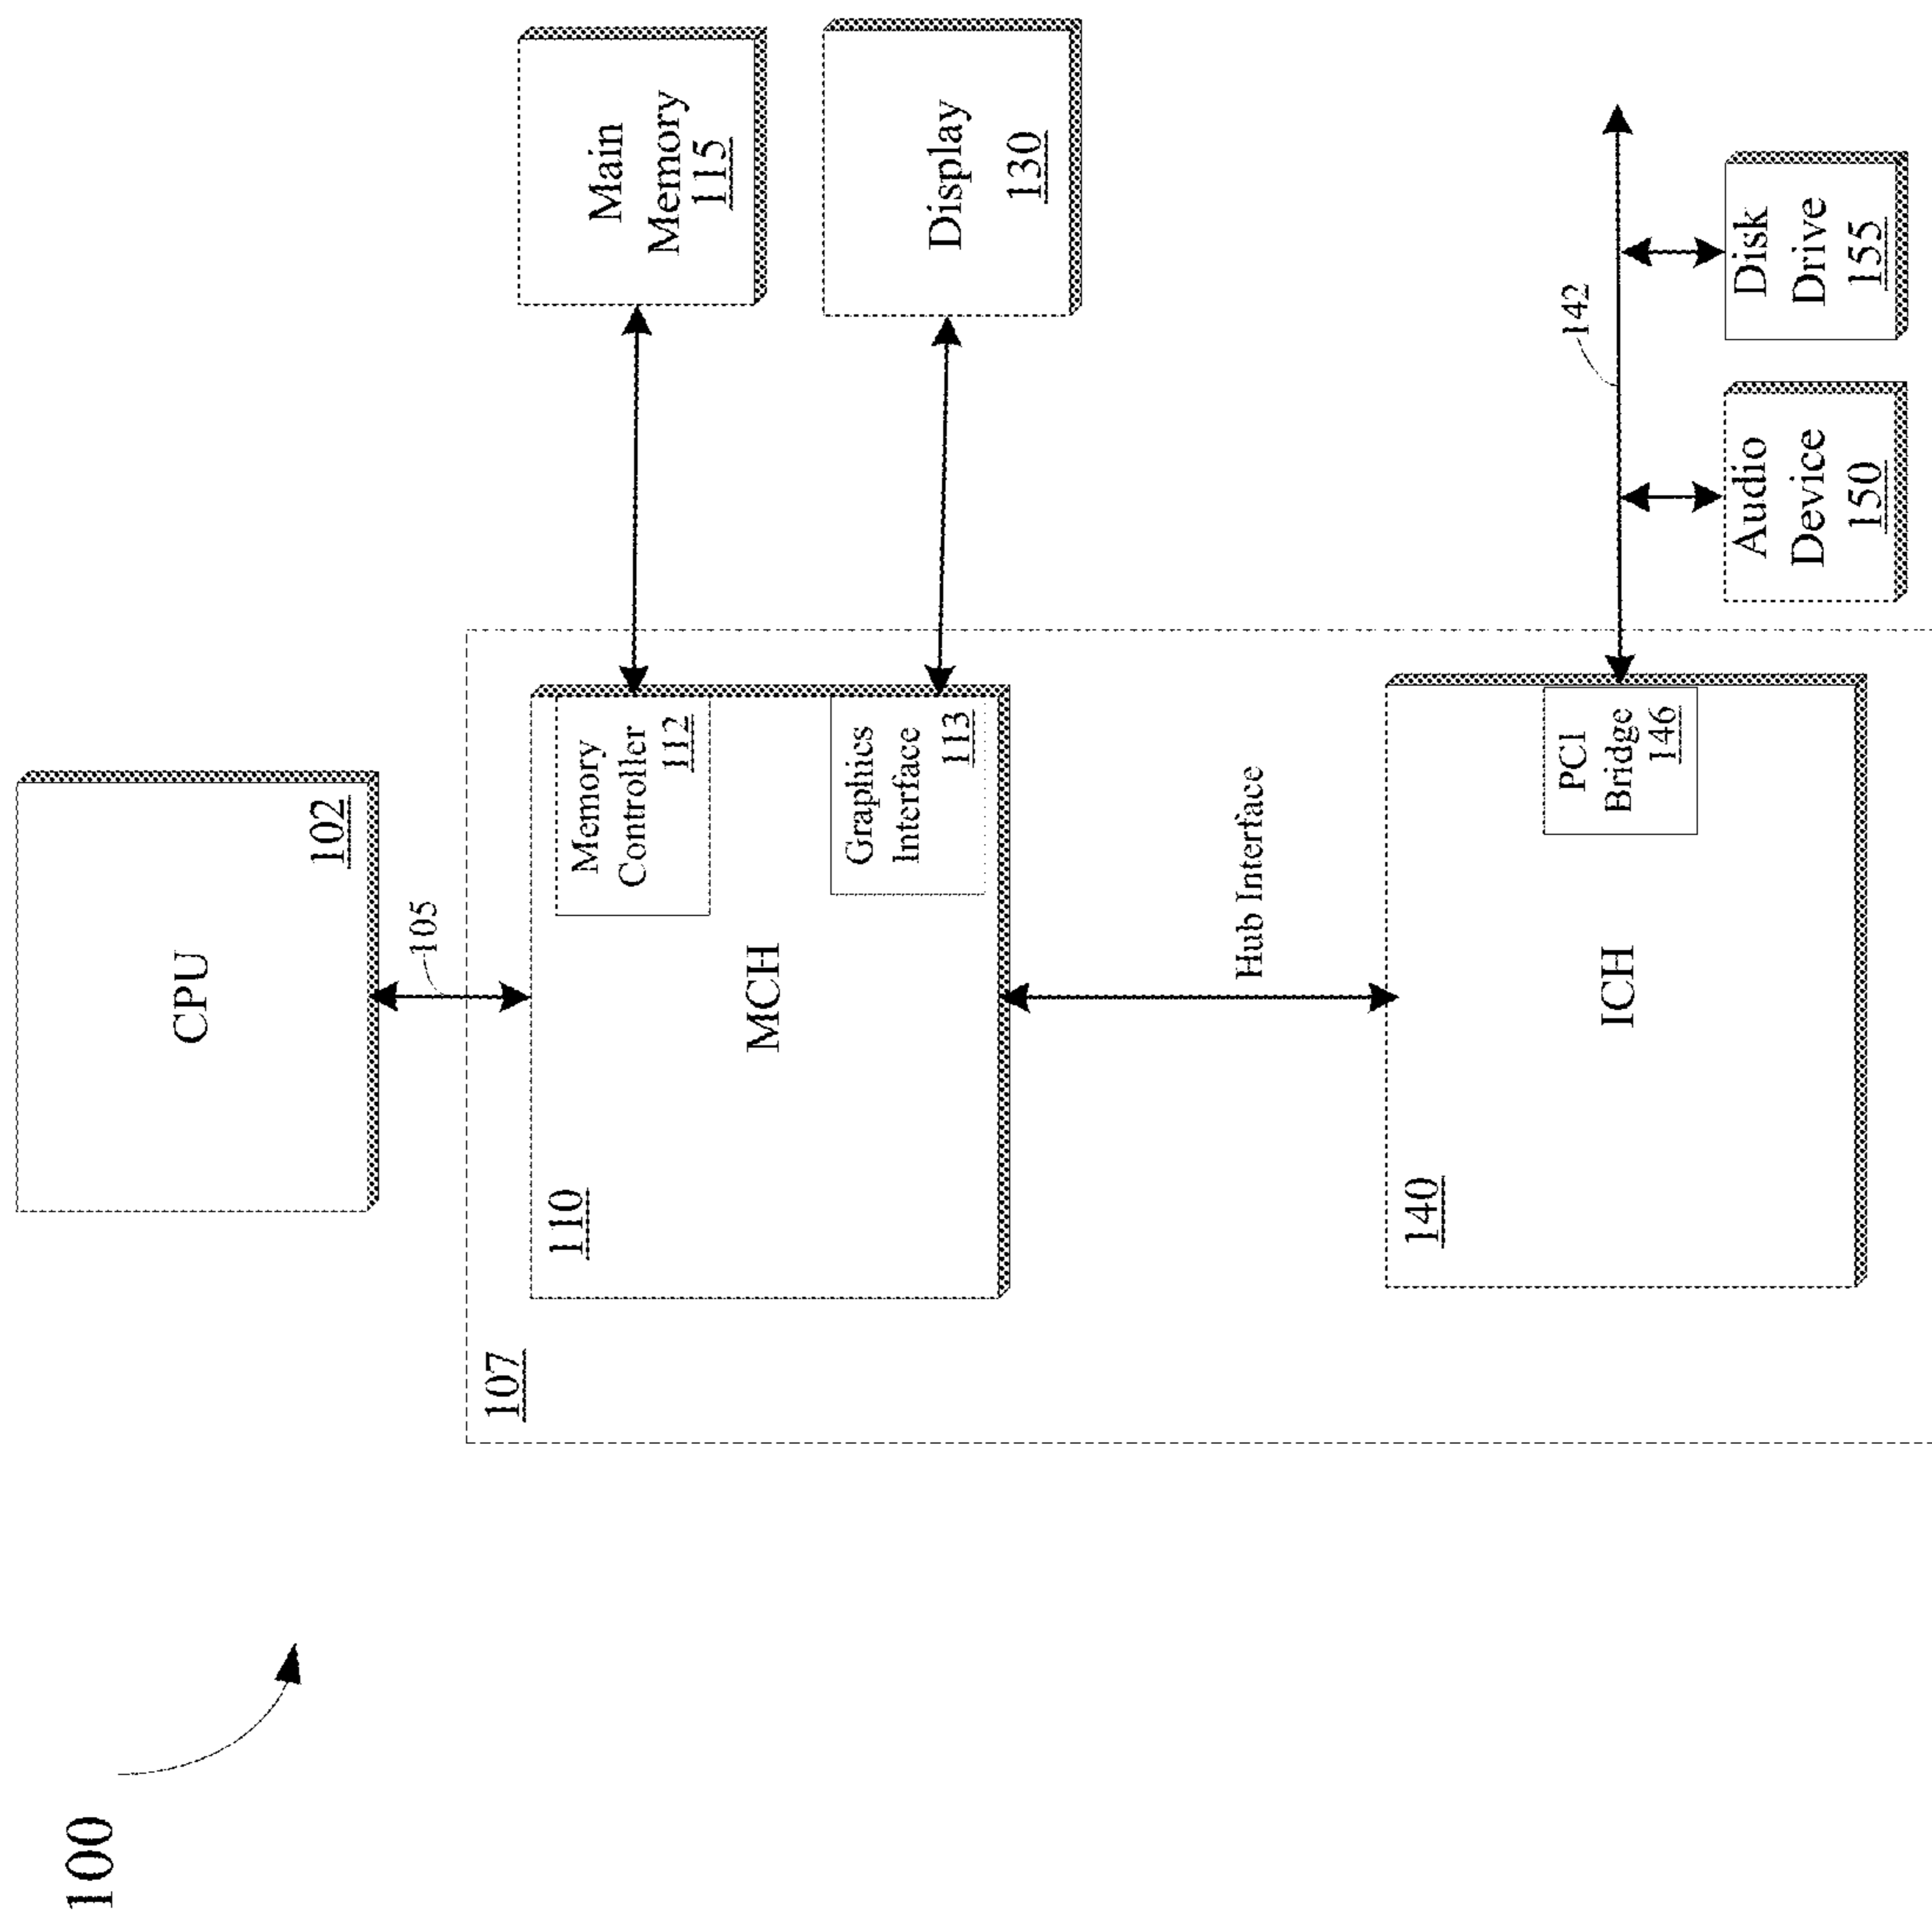 100
CPU
102
105
107
110
MCH
Memory
Controller
112
Graphics
Interface
113
Main
Memory
115
Display
130
Hub Interface
140
ICH
PCI
Bridge
146
142
Audio
Device
150
Disk
Drive
155